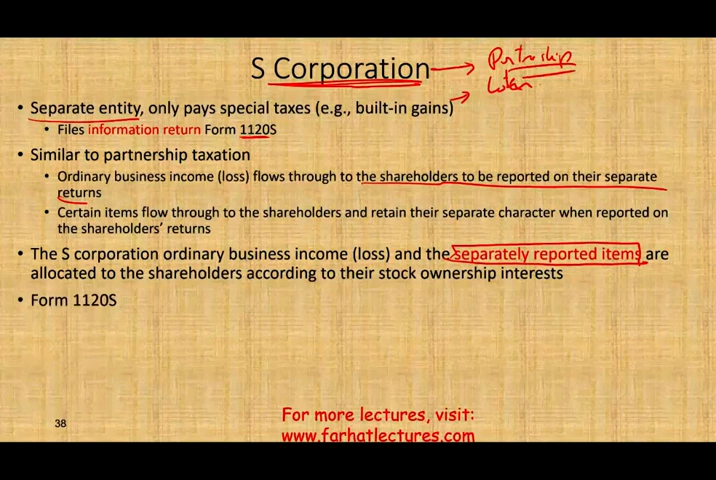 S Corporation
Partnership
• Separate entity, only pays special taxes (e.g., built-in gains)
• Files information return Form 1120S
• Similar to partnership taxation
• Ordinary business income (loss) flows through to the shareholders to be reported on their separate
returns
• Certain items flow through to the shareholders and retain their separate character when reported on
the shareholders' returns
• The S corporation ordinary business income (loss) and the separately reported items are
allocated to the shareholders according to their stock ownership interests
• Form 1120S
38
For more lectures, visit:
www.farhatlectures.com